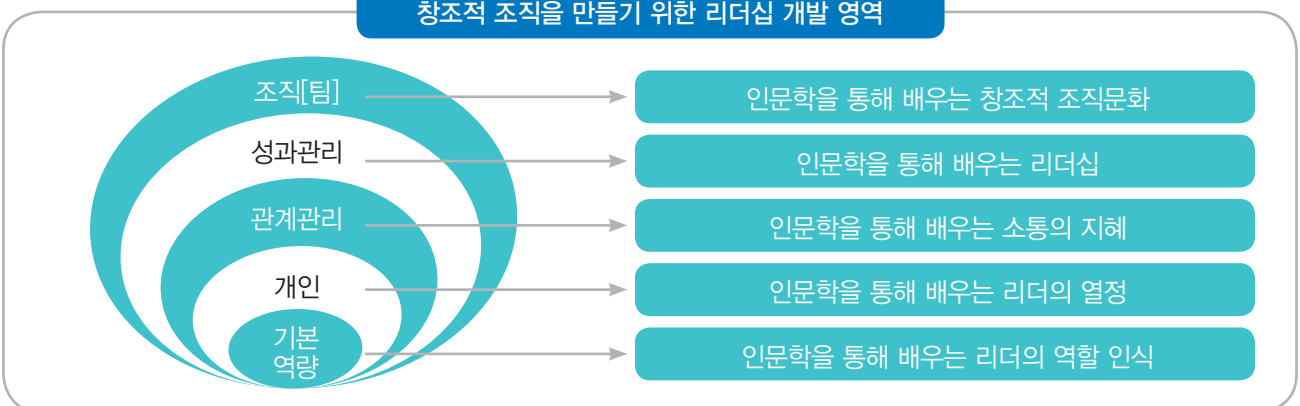 창조적 조직을 만들기 위한 리더십 개발 영역
조직[팀]
인문학을 통해 배우는 창조적 조직문화
성과관리
인문학을 통해 배우는 리더십
관계관리
인문학을 통해 배우는 소통의 지혜
개인
인문학을 통해 배우는 리더의 열정
기본
역량
인문학을 통해 배우는 리더의 역할 인식